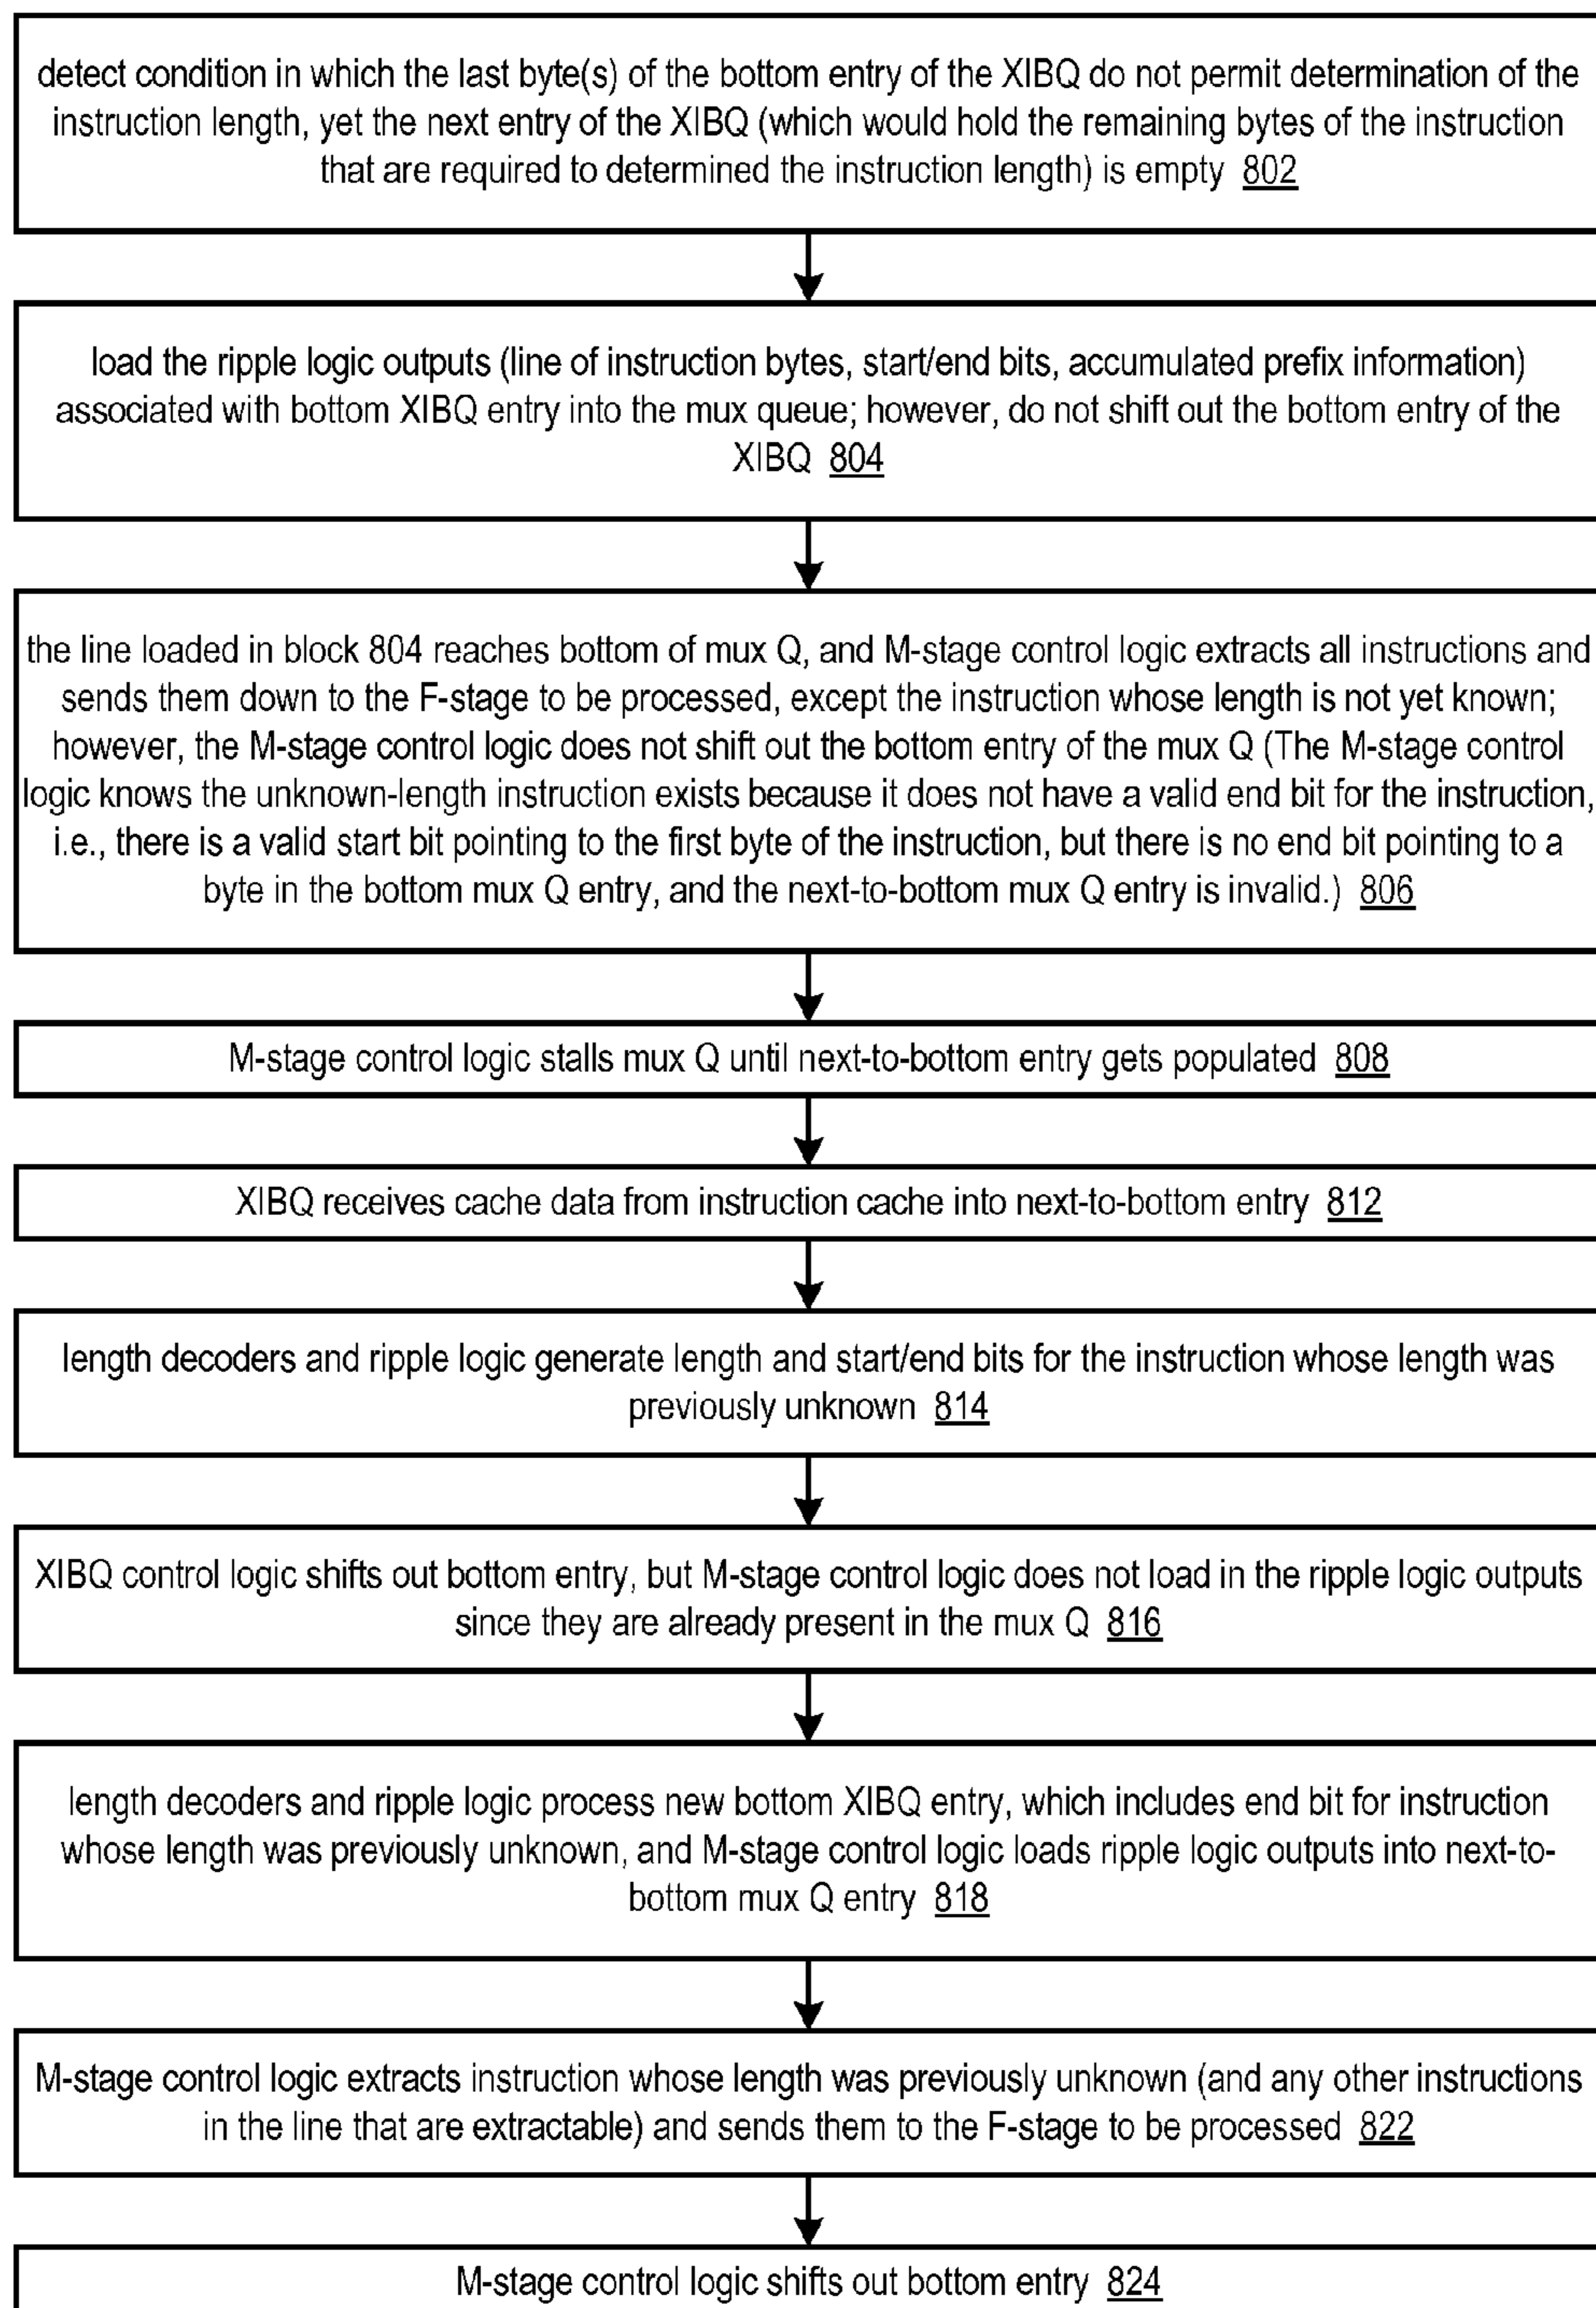 detect condition in which the last byte(s) of the bottom entry of the XIBQ do not permit determination of the
instruction length, yet the next entry of the XIBQ (which would hold the remaining bytes of the instruction
that are required to determined the instruction length) is empty 802
load the ripple logic outputs (line of instruction bytes, start/end bits, accumulated prefix information)
associated with bottom XIBQ entry into the mux queue; however, do not shift out the bottom entry of the
XIBQ 804
the line loaded in block 804 reaches bottom of mux Q, and M-stage control logic extracts all instructions and
sends them down to the F-stage to be processed, except the instruction whose length is not yet known;
however, the M-stage control logic does not shift out the bottom entry of the mux Q (The M-stage control
logic knows the unknown-length instruction exists because it does not have a valid end bit for the instruction,
i.e., there is a valid start bit pointing to the first byte of the instruction, but there is no end bit pointing to a
byte in the bottom mux Q entry, and the next-to-bottom mux Q entry is invalid.) 806
M-stage control logic stalls mux Q until next-to-bottom entry gets populated 808
XIBQ receives cache data from instruction cache into next-to-bottom entry 812
length decoders and ripple logic generate length and start/end bits for the instruction whose length was
previously unknown 814
XIBQ control logic shifts out bottom entry, but M-stage control logic does not load in the ripple logic outputs
since they are already present in the mux Q 816
length decoders and ripple logic process new bottom XIBQ entry, which includes end bit for instruction
whose length was previously unknown, and M-stage control logic loads ripple logic outputs into next-to-
bottom mux Q entry 818
M-stage control logic extracts instruction whose length was previously unknown (and any other instructions
in the line that are extractable) and sends them to the F-stage to be processed 822
M-stage control logic shifts out bottom entry 824